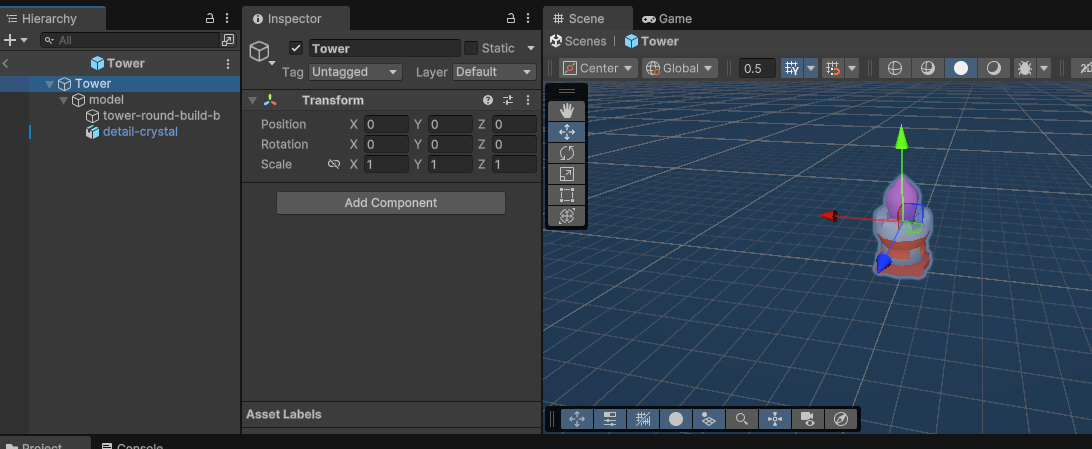 Hierarchy
Inspector
Scene
Game
All
Tower
Static
Scenes
Tower
Tower
Tag
Untagged
Layer
Default
Center
Global
0.5
2D
Tower
model
tower-round-build-b
detail-crystal
Transform
Position
X
0
Y
0
Z
0
Rotation
X
0
Y
0
Z
0
Scale
X
1
Y
1
Z
1
Add Component
Asset Labels
Project
Console